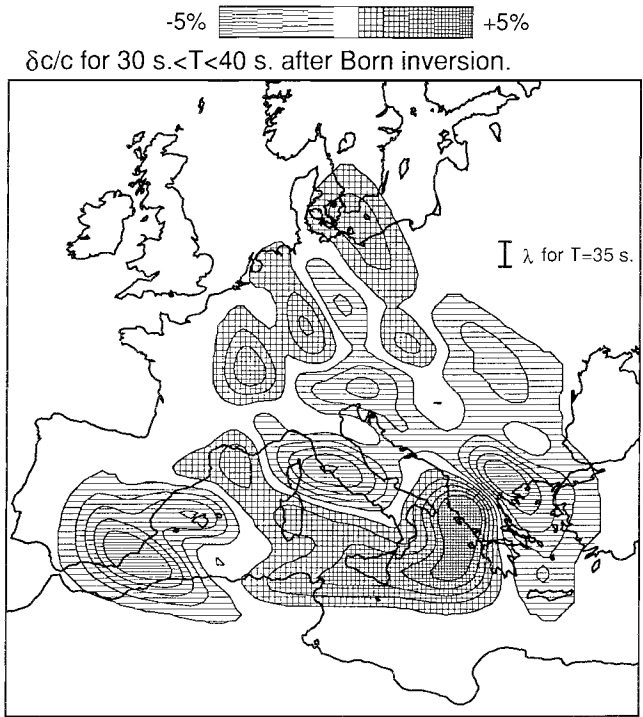 -5% +5%
δc/c for 30 s.<T<40 s. after Born inversion.
λ for T=35 s.